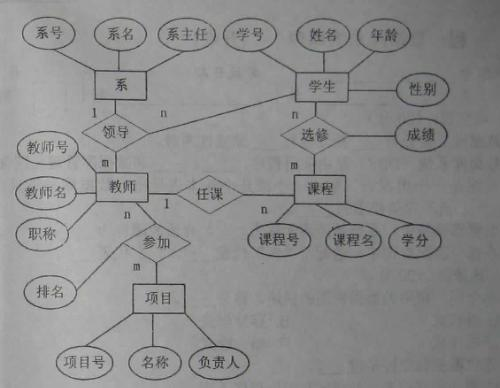 系号 系名 系主任 学号 姓名 年龄
系 学生 性别
1 n n
领导 选修 成绩
教师号 m m
教师名 教师 1 任课 n 课程
职称 n 课程号 课程名 学分
参加
排名 m
项目
项目号 名称 负责人